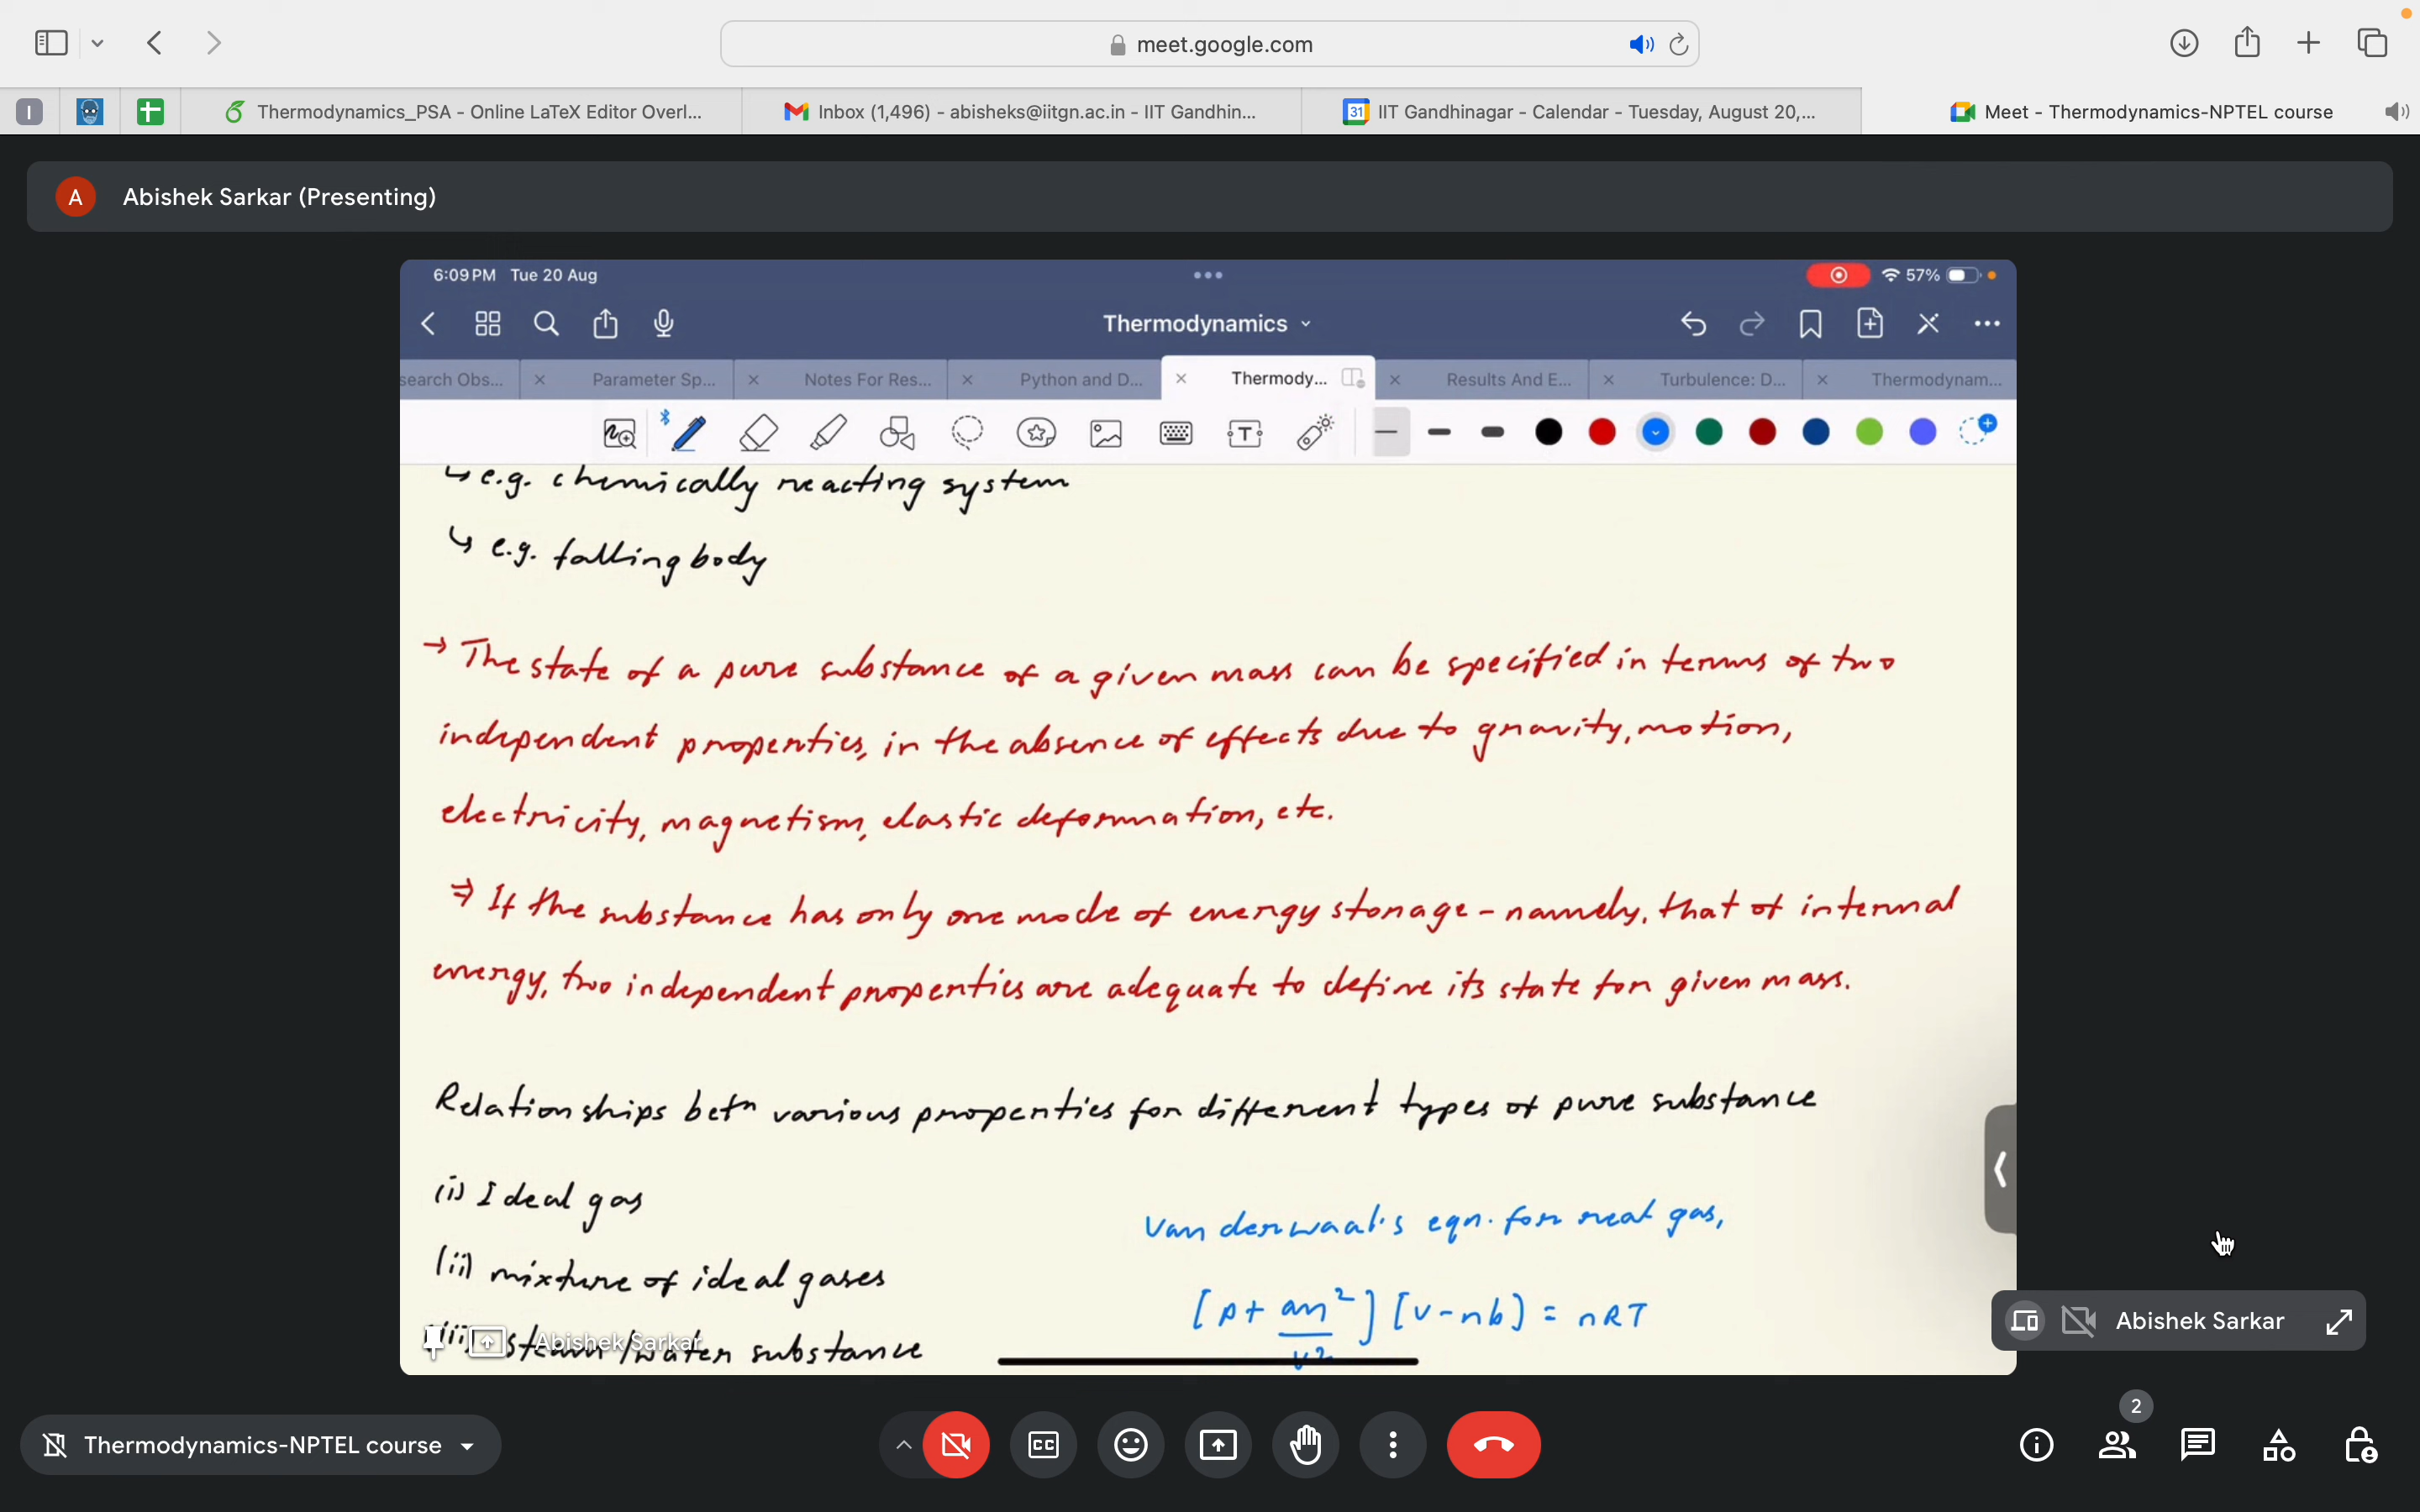 meet.google.com
Thermodynamics_PSA - Online LaTeX Editor Overl...
Inbox (1,496) - abisheks@iitgn.ac.in - IIT Gandhin...
31
IIT Gandhinagar - Calendar - Tuesday, August 20,...
Meet - Thermodynamics-NPTEL course
A
Abishek Sarkar (Presenting)
6:09 PM Tue 20 Aug
57%
Thermodynamics
search Obs...
Parameter Sp...
Notes For Res...
Python and D...
Thermody...
Results And E...
Turbulence: D...
Thermodynam...
↳ e.g. chemically reacting system
↳ e.g. falling body
→ The state of a pure substance of a given mass can be specified in terms of two
independent properties, in the absence of effects due to gravity, motion,
electricity, magnetism, elastic deformation, etc.
⇒ If the substance has only one mode of energy storage - namely, that of internal
energy, two independent properties are adequate to define its state for given mass.
Relationships betn various properties for different types of pure substance
(i) Ideal gas
(ii) mixture of ideal gases
(iii) steam/water substance
Van derwaal's eqn. for real gas,
[p + an²/v²] [v-nb] = nRT
Abishek Sarkar
Abishek Sarkar
Thermodynamics-NPTEL course
CC
2